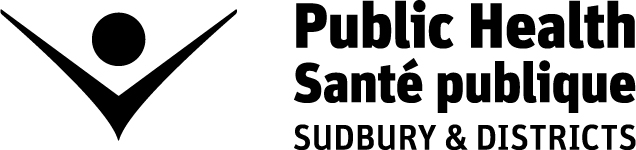 Public Health
Santé publique
SUDBURY & DISTRICTS